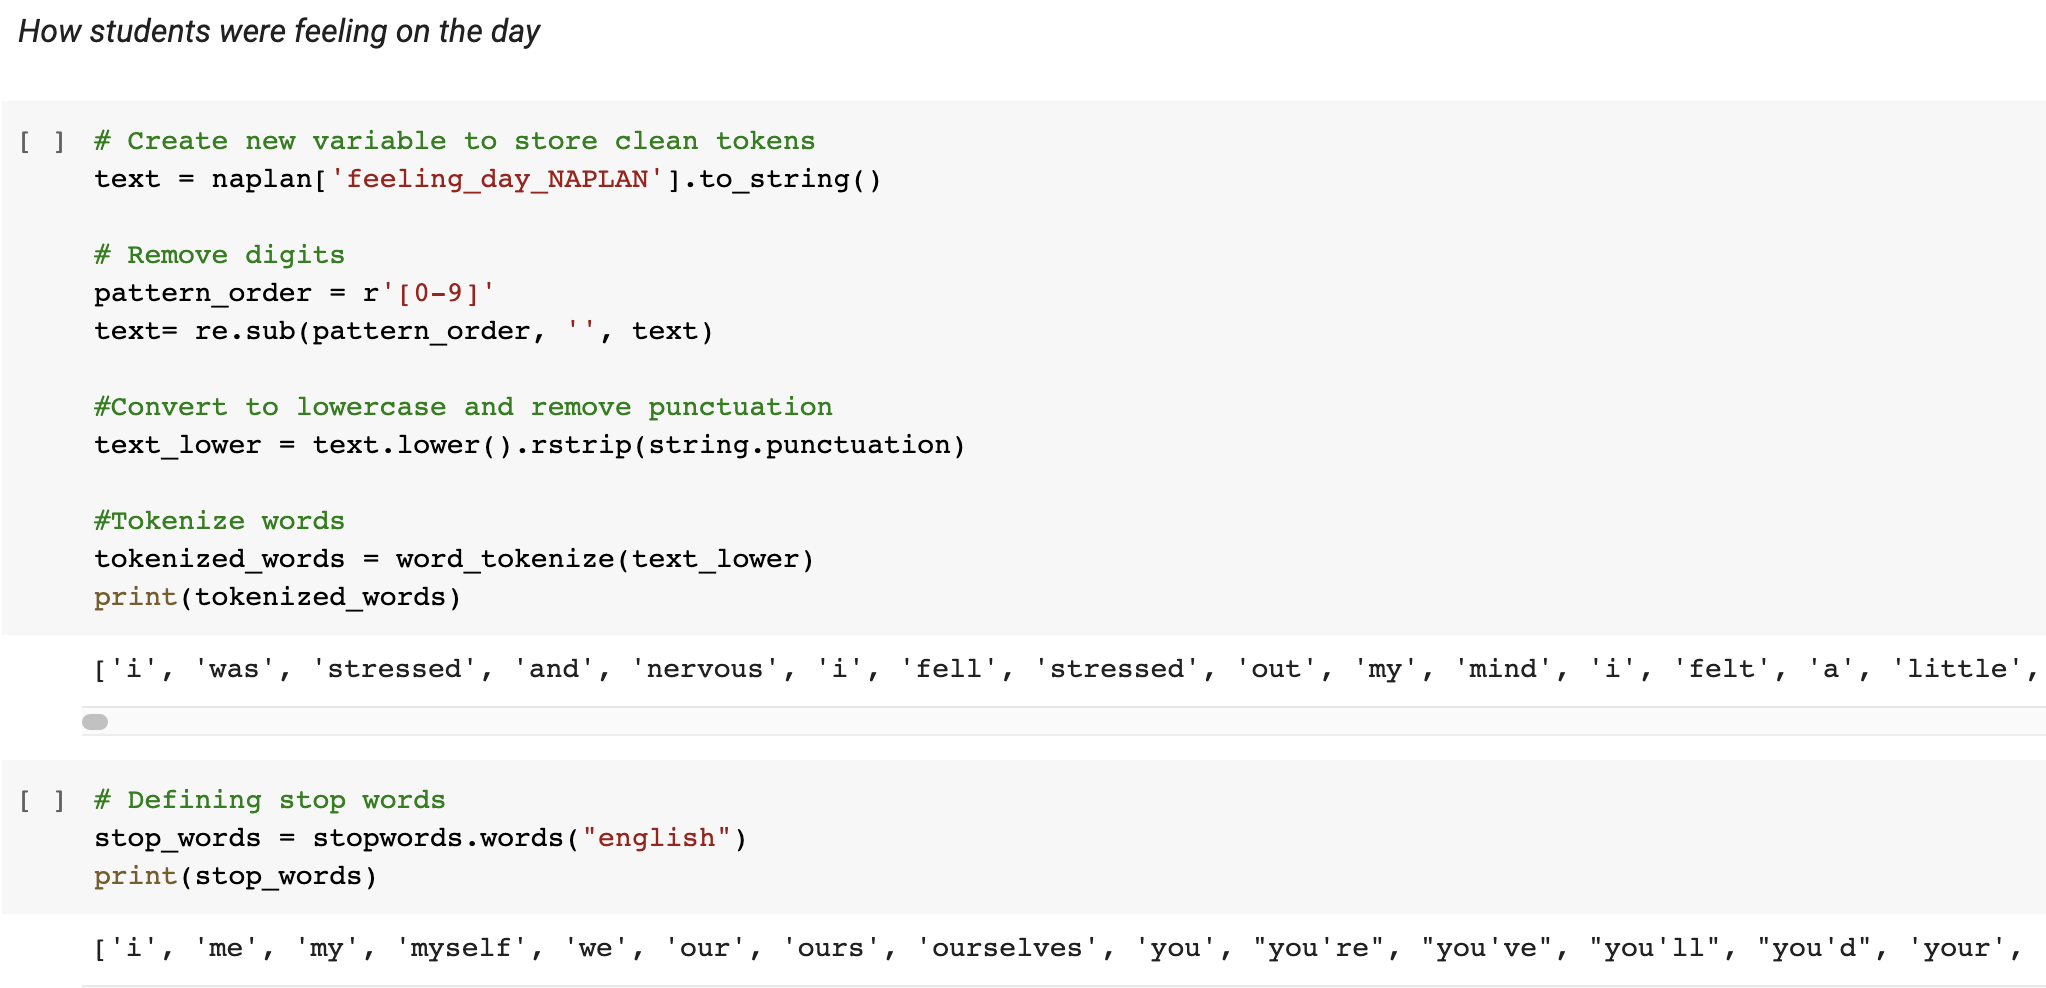 How students were feeling on the day
[ ] # Create new variable to store clean tokens
text = naplan['feeling_day_NAPLAN'].to_string()
# Remove digits
pattern_order = r'[0-9]'
text= re.sub(pattern_order, '', text)
#Convert to lowercase and remove punctuation
text_lower = text.lower().rstrip(string.punctuation)
#Tokenize words
tokenized_words = word_tokenize(text_lower)
print(tokenized_words)
['i', 'was', 'stressed', 'and', 'nervous', 'i', 'fell', 'stressed', 'out', 'my', 'mind', 'i', 'felt', 'a', 'little',
[ ] # Defining stop words
stop_words = stopwords.words("english")
print(stop_words)
['i', 'me', 'my', 'myself', 'we', 'our', 'ours', 'ourselves', 'you', "you're", "you've", "you'll", "you'd", 'your',